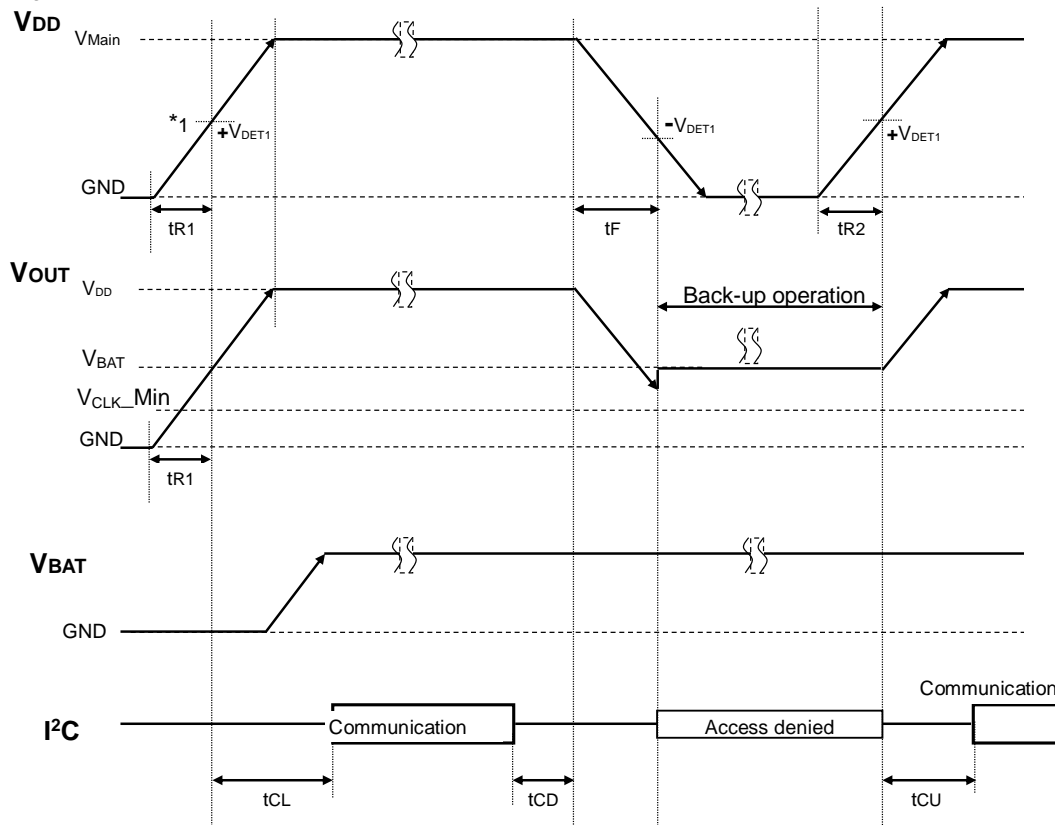 VDD
VMain
*1
+VDET1
-VDET1
+VDET1
GND
tR1
tF
tR2
VOUT
VDD
Back-up operation
VBAT
VCLK_Min
GND
tR1
VBAT
GND
Communication
I²C
Communication
Access denied
tCL
tCD
tCU